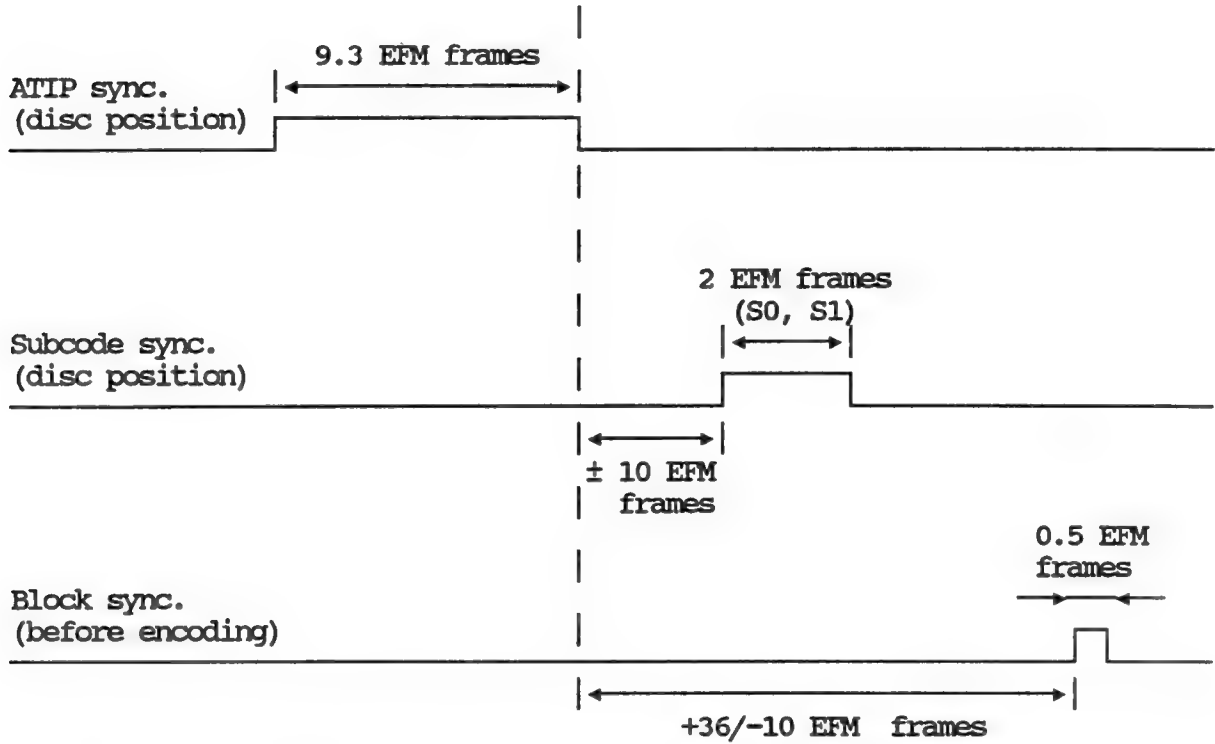 9.3 EFM frames
ATIP sync.
(disc position)
2 EFM frames
(S0, S1)
Subcode sync.
(disc position)
± 10 EFM
frames
0.5 EFM
frames
Block sync.
(before encoding)
+36/-10 EFM frames